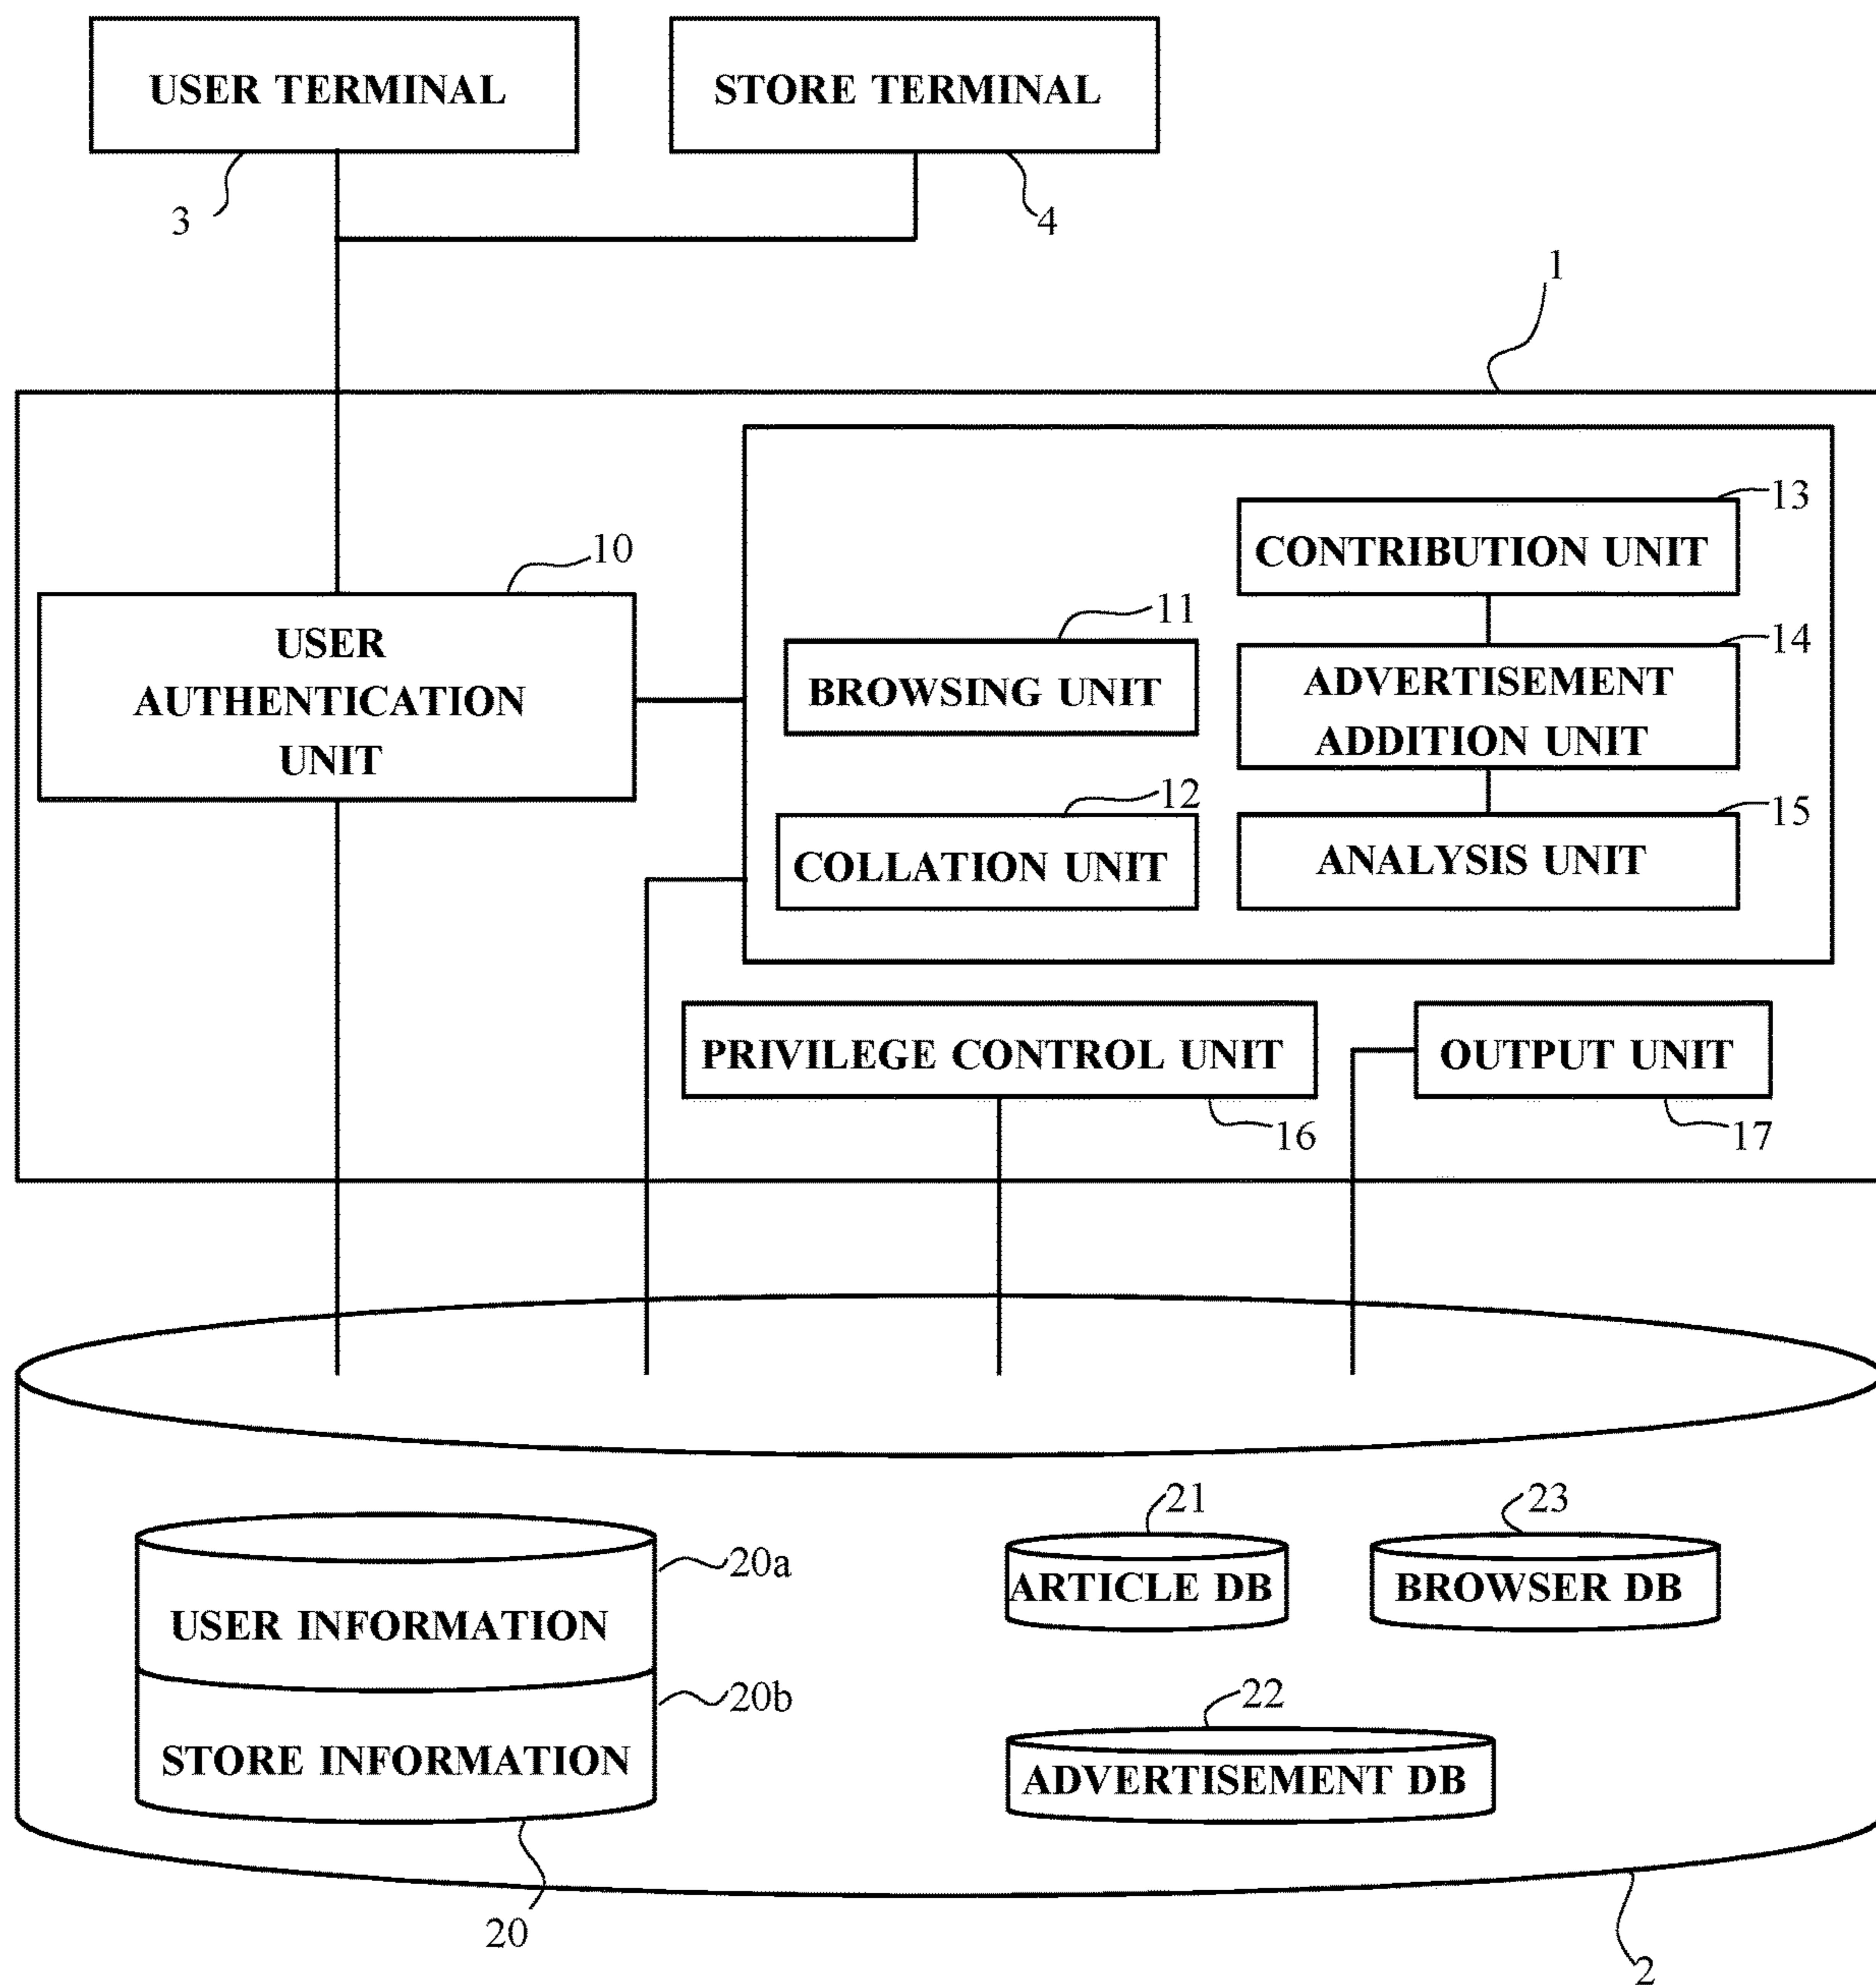 USER TERMINAL
STORE TERMINAL
3
4
1
13
CONTRIBUTION UNIT
10
USER
AUTHENTICATION
UNIT
11
BROWSING UNIT
14
ADVERTISEMENT
ADDITION UNIT
12
COLLATION UNIT
15
ANALYSIS UNIT
PRIVILEGE CONTROL UNIT
OUTPUT UNIT
16
17
20a
USER INFORMATION
20b
STORE INFORMATION
20
21
ARTICLE DB
23
BROWSER DB
22
ADVERTISEMENT DB
2